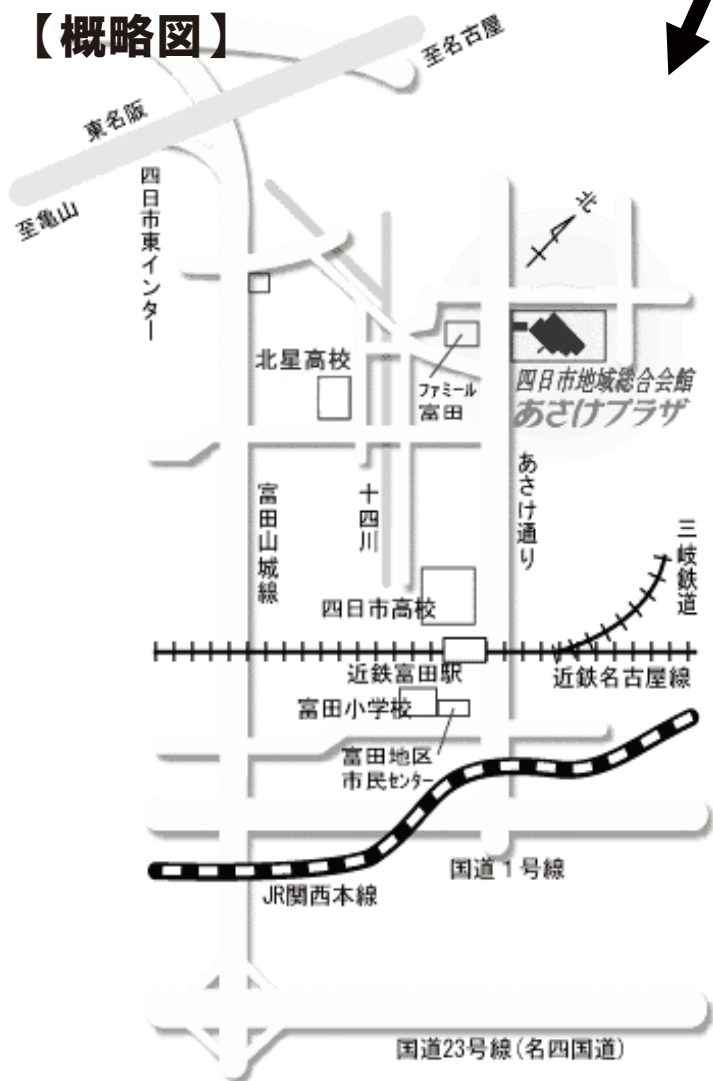 【概略図】
至名古屋
東名阪
至亀山
四日市東インター
北
北星高校
ファミール
富田
四日市地域総合会館
あさけプラザ
あさけ通り
富田山城線
十四川
三岐鉄道
四日市高校
近鉄富田駅
近鉄名古屋線
富田小学校
富田地区
市民センター
国道1号線
JR関西本線
国道23号線(名四国道)